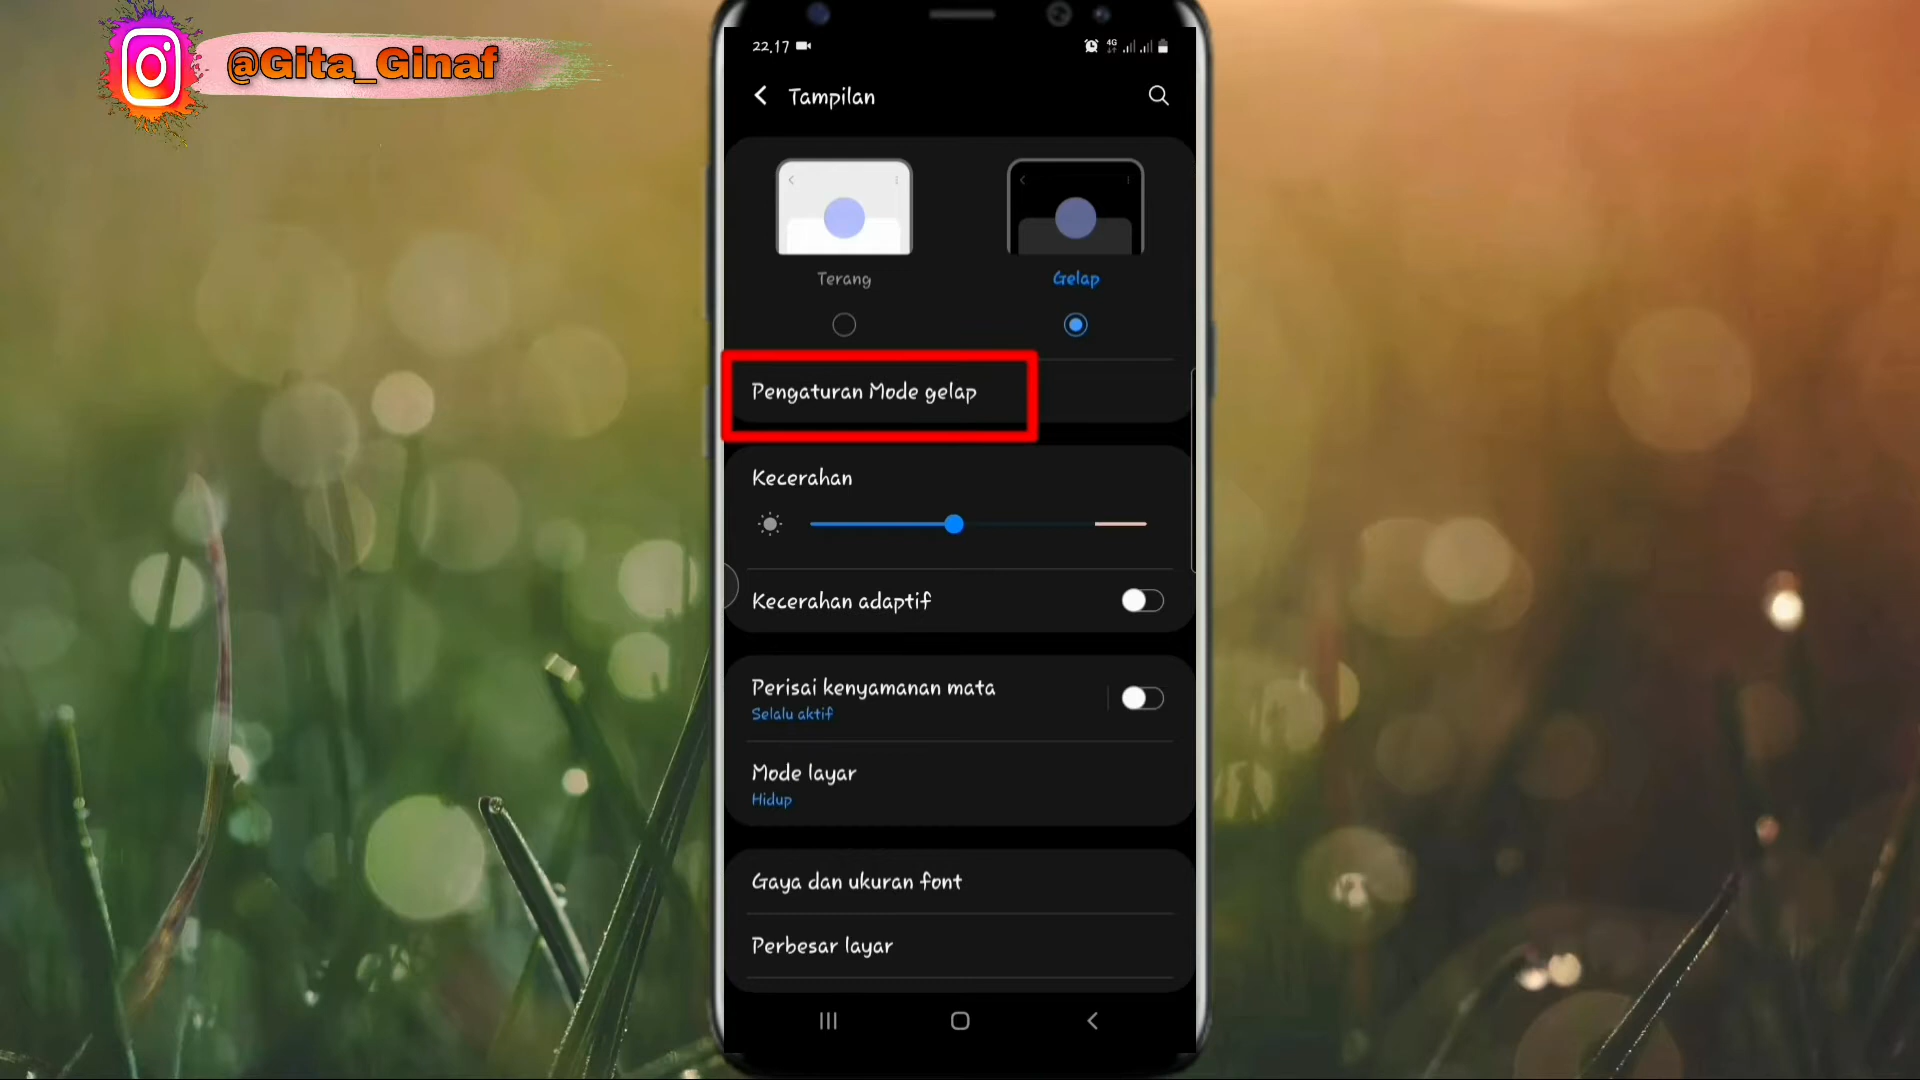 @Gita_Ginaf
22.17
4G
Tampilan
Terang
Gelap
Pengaturan Mode gelap
Kecerahan
Kecerahan adaptif
Perisai kenyamanan mata
Selalu aktif
Mode layar
Hidup
Gaya dan ukuran font
Perbesar layar